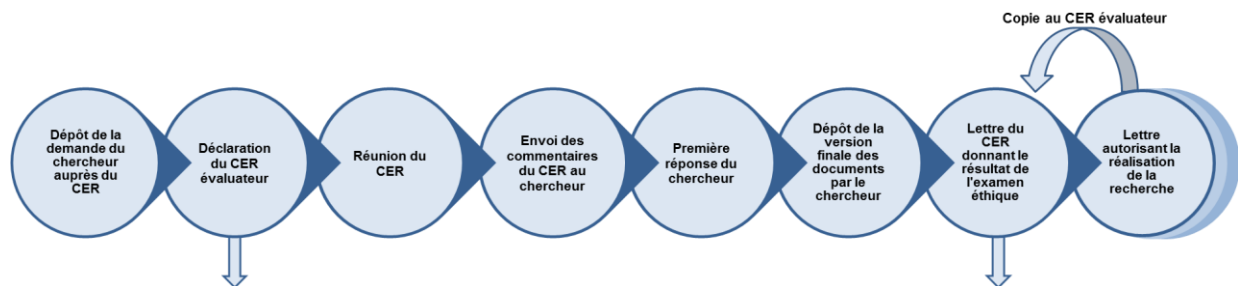 Copie au CER évaluateur
Dépôt de la
demande du
chercheur
auprès du
CER
Déclaration
du CER
évaluateur
Réunion du
CER
Envoi des
commentaires
du CER au
chercheur
Première
réponse du
chercheur
Dépôt de la
version
finale des
documents
par le
chercheur
Lettre du
CER
donnant le
résultat de
l'examen
éthique
Lettre
autorisant la
réalisation
de la
recherche